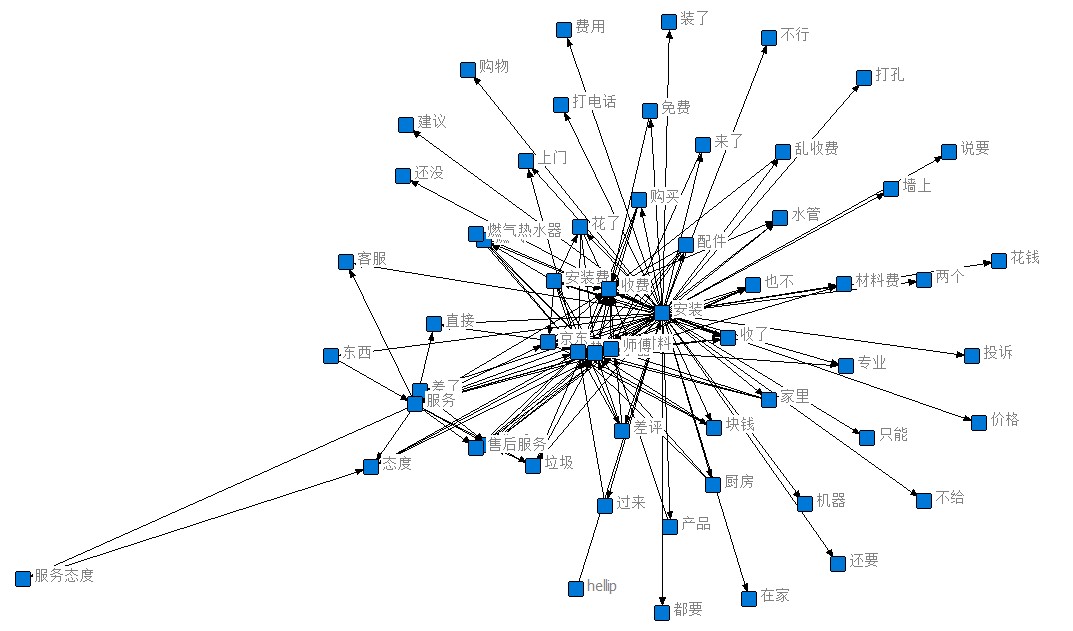 装了
费用
不行
购物
打孔
打电话
免费
建议
来了
乱收费
说要
上门
还没
墙上
购买
水管
花了
燃气热水器
配件
花钱
客服
安装费
收费
也不
材料费
两个
安装
直接
收了
京东
师傅
东西
投诉
专业
差了
服务
家里
价格
差评
块钱
只能
售后服务
态度
垃圾
厨房
过来
机器
不给
产品
还要
服务态度
hellip
在家
都要